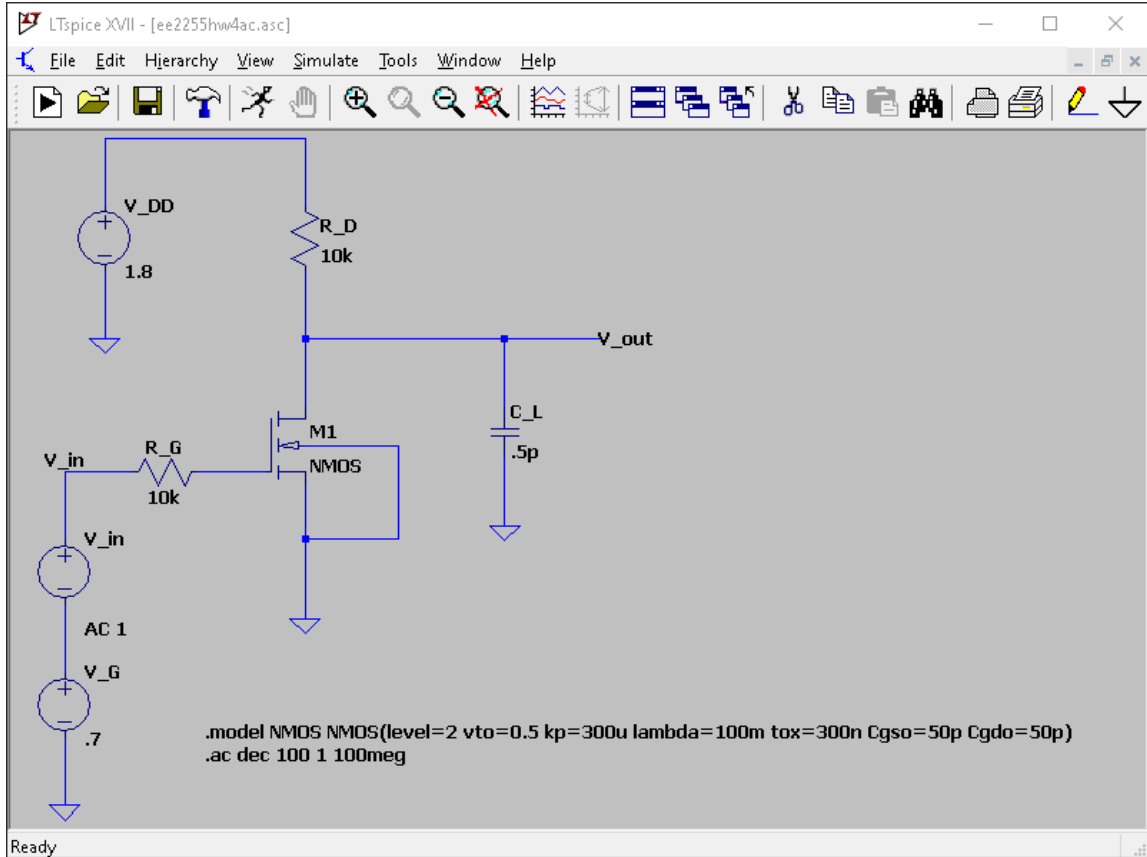 LTspice XVII - [ee2255hw4ac.asc]
File Edit Hierarchy View Simulate Tools Window Help
V_DD
1.8
R_D
10k
V_out
C_L
.5p
M1
NMOS
R_G
10k
V_in
V_in
AC 1
V_G
.7
.model NMOS NMOS(level=2 vto=0.5 kp=300u lambda=100m tox=300n Cgso=50p Cgdo=50p)
.ac dec 100 1 100meg
Ready